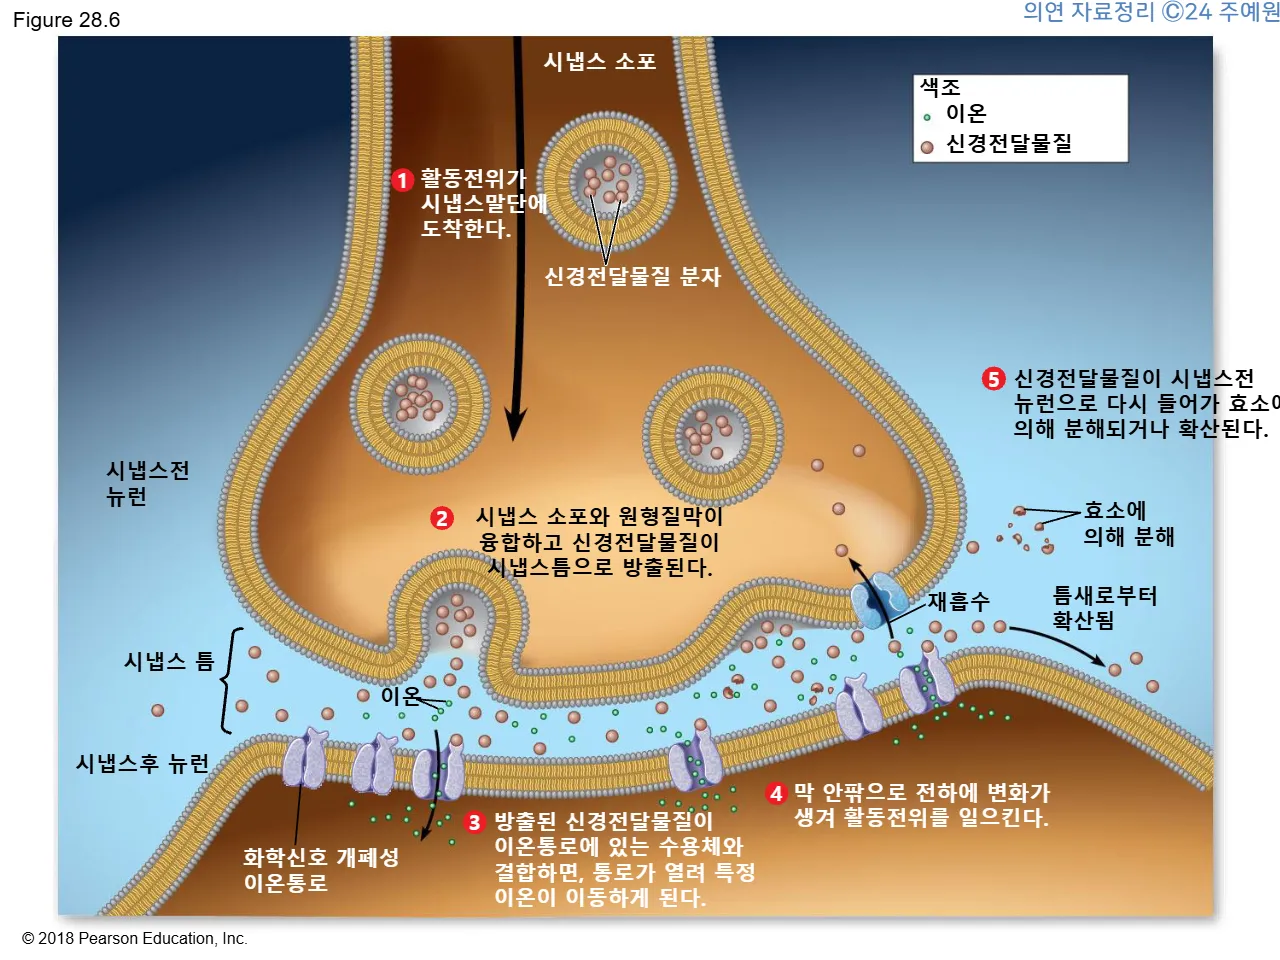 Figure 28.6
의연 자료정리 Ⓒ24 주예원
시냅스 소포
색조
이온
신경전달물질
1 활동전위가
시냅스말단에
도착한다.
신경전달물질 분자
5 신경전달물질이 시냅스전
뉴런으로 다시 들어가 효소에
의해 분해되거나 확산된다.
시냅스전
뉴런
2 시냅스 소포와 원형질막이
융합하고 신경전달물질이
시냅스틈으로 방출된다.
효소에
의해 분해
재흡수
틈새로부터
확산됨
시냅스 틈
이온
시냅스후 뉴런
4 막 안팎으로 전하에 변화가
생겨 활동전위를 일으킨다.
3 방출된 신경전달물질이
이온통로에 있는 수용체와
결합하면, 통로가 열려 특정
이온이 이동하게 된다.
화학신호 개폐성
이온통로
© 2018 Pearson Education, Inc.